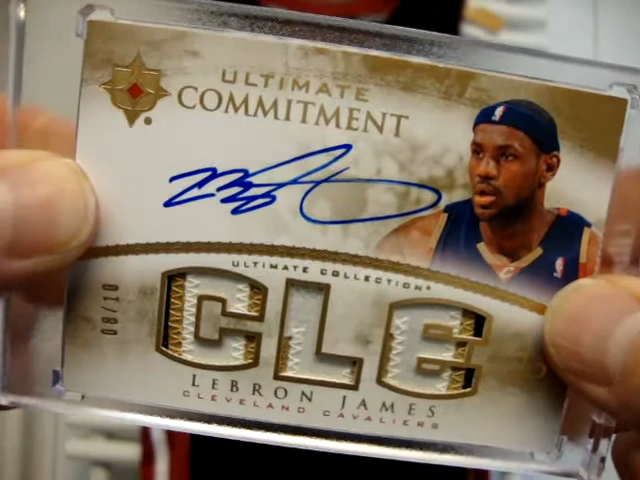 ULTIMATE
COMMITMENT
ULTIMATE COLLECTION®
08/10
CLE
LEBRON JAMES
CLEVELAND CAVALIERS